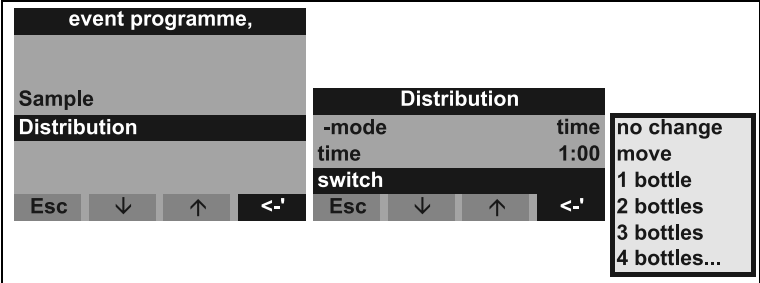 event programme,
Sample
Distribution
Esc ↓ ↑ <-'
Distribution
-mode time
time 1:00
switch
Esc ↓ ↑ <-'
no change
move
1 bottle
2 bottles
3 bottles
4 bottles...